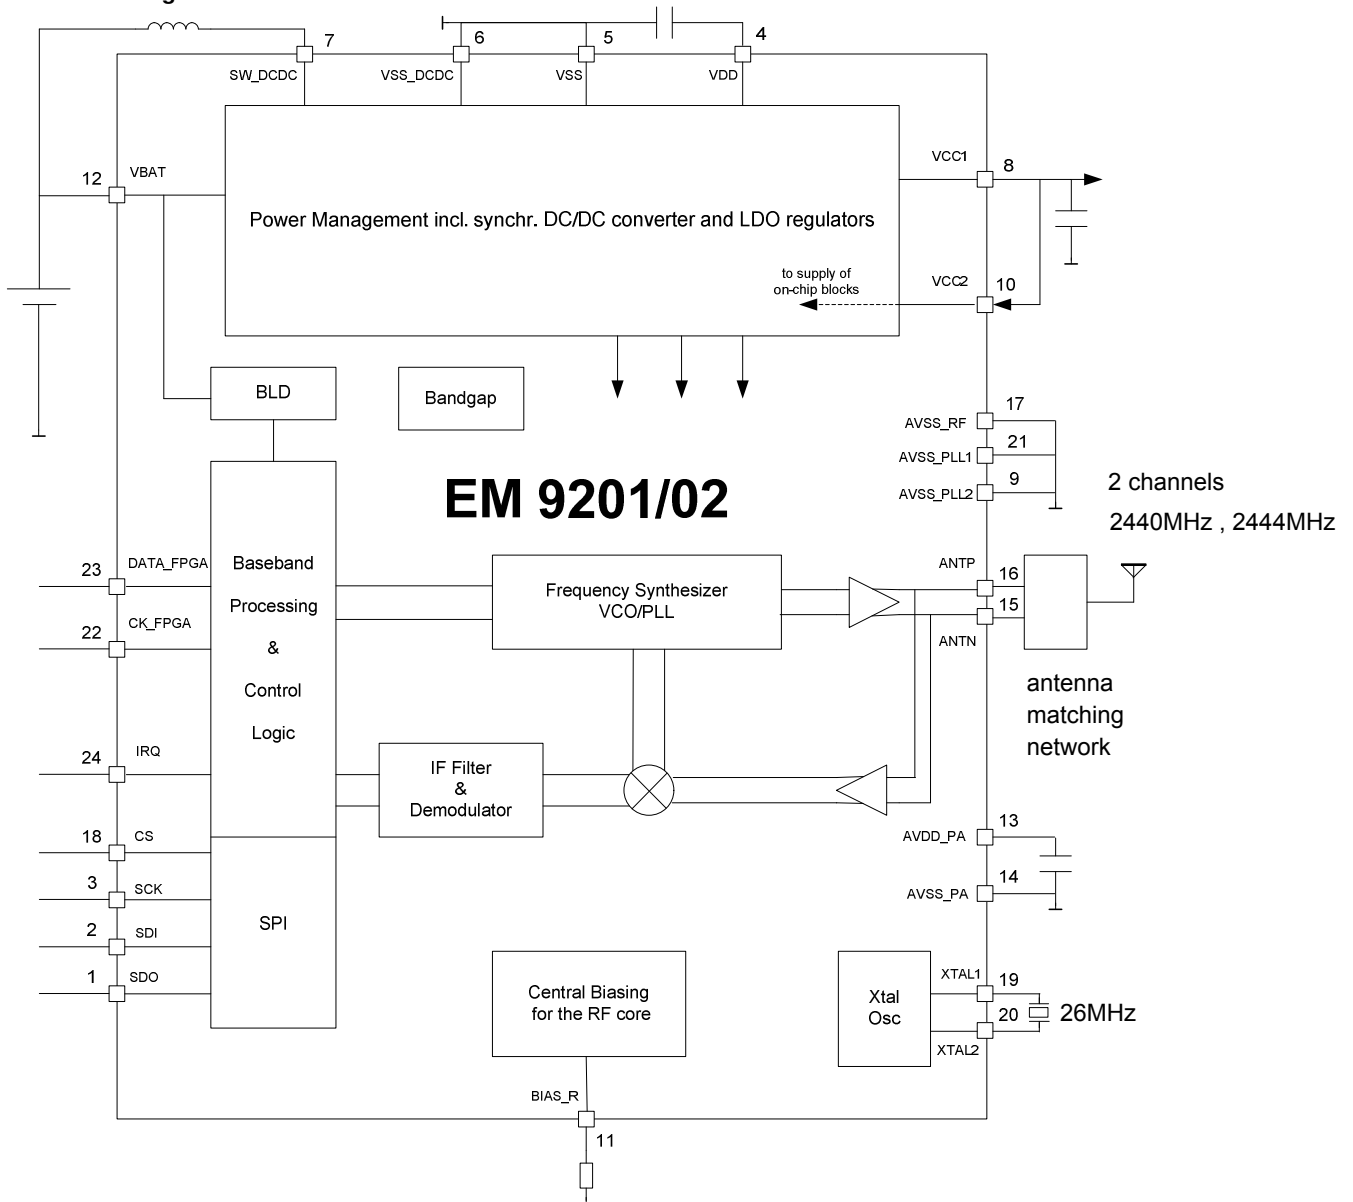 7
6
5
4
SW_DCDC
VSS_DCDC
VSS
VDD
12
VBAT
VCC1
8
Power Management incl. synchr. DC/DC converter and LDO regulators
to supply of
on-chip blocks
VCC2
10
BLD
Bandgap
17
AVSS_RF
21
AVSS_PLL1
9
AVSS_PLL2
EM 9201/02
2 channels
2440MHz , 2444MHz
23
DATA_FPGA
22
CK_FPGA
Baseband
Processing
&
Control
Logic
Frequency Synthesizer
VCO/PLL
ANTP
16
15
ANTN
antenna
matching
network
24
IRQ
IF Filter
&
Demodulator
18
CS
3
SCK
2
SDI
1
SDO
SPI
13
AVDD_PA
14
AVSS_PA
Central Biasing
for the RF core
Xtal
Osc
XTAL1
19
20
XTAL2
26MHz
BIAS_R
11